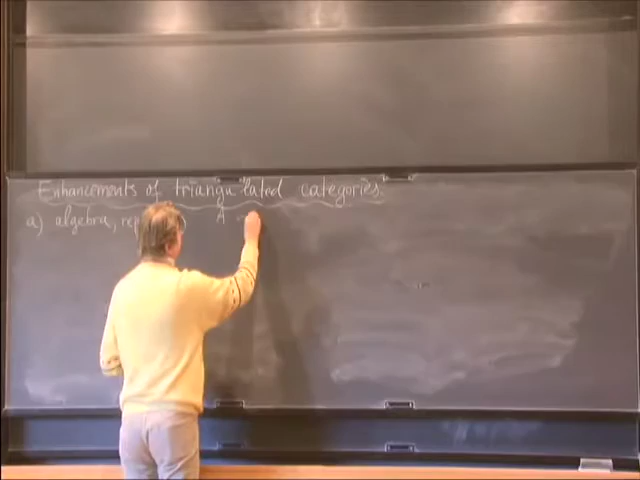 Enhancements of triangulated categories.
a) algebra, rep A